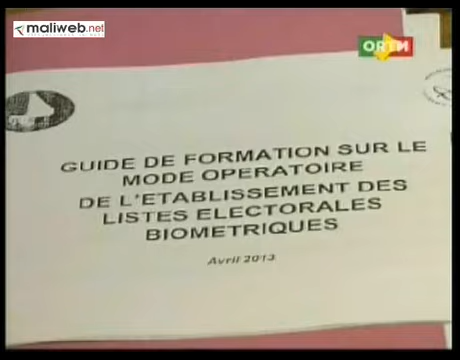 maliweb.net
ORTM
GUIDE DE FORMATION SUR LE
MODE OPERATOIRE
DE L'ETABLISSEMENT DES
LISTES ELECTORALES
BIOMETRIQUES
Avril 2013